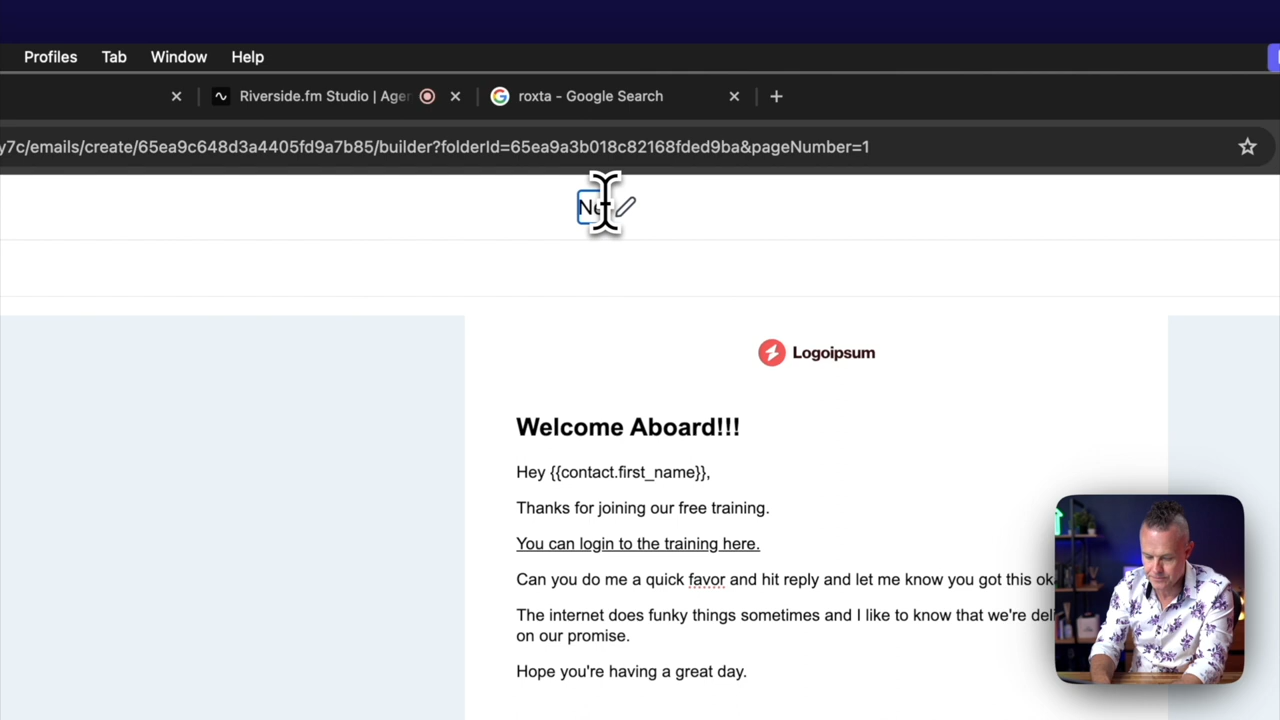 Profiles Tab Window Help
Riverside.fm Studio | Agen
roxta - Google Search
y7c/emails/create/65ea9c648d3a4405fd9a7b85/builder?folderId=65ea9a3b018c82168fded9ba&pageNumber=1
Logoipsum
Welcome Aboard!!!
Hey {{contact.first_name}},
Thanks for joining our free training.
You can login to the training here.
Can you do me a quick favor and hit reply and let me know you got this ok
The internet does funky things sometimes and I like to know that we're deli
on our promise.
Hope you're having a great day.